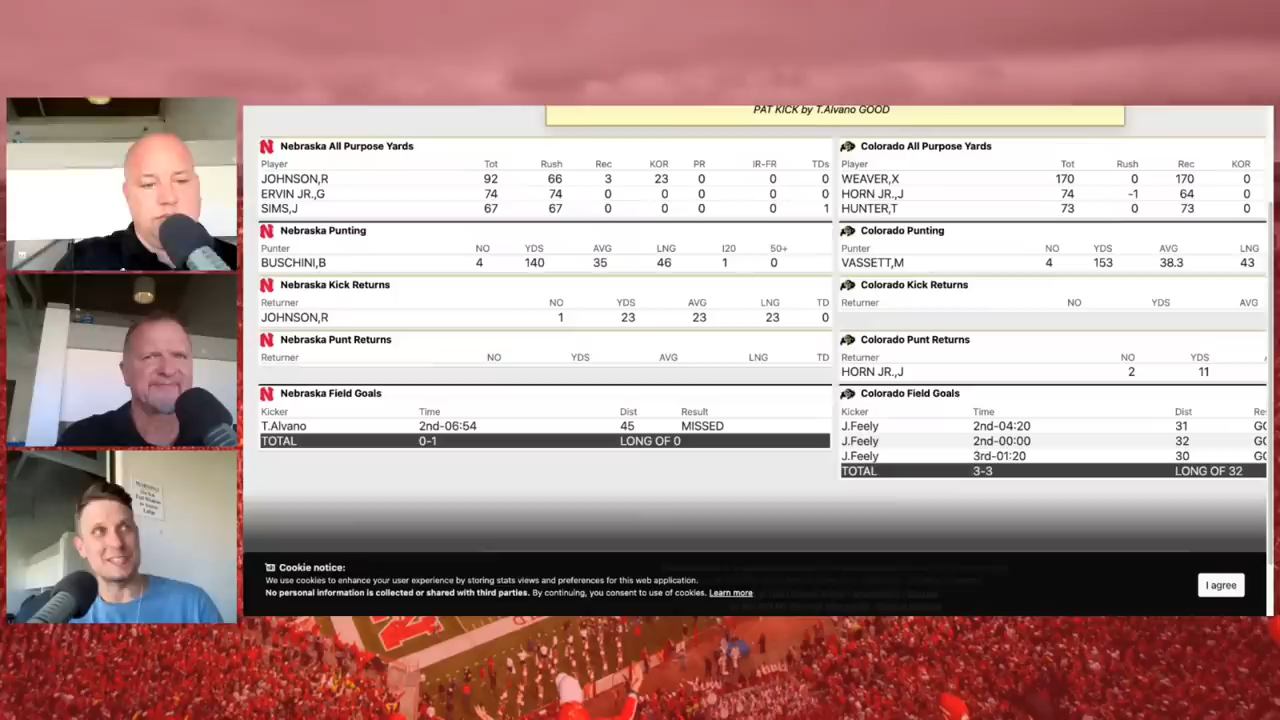 PAT KICK by T.Alvano GOOD
Nebraska All Purpose Yards
Player Tot Rush Rec KOR PR IR-FR TDs
JOHNSON,R 92 66 3 23 0 0 0
ERVIN JR.,G 74 74 0 0 0 0 0
SIMS,J 67 67 0 0 0 0 1
Nebraska Punting
Punter NO YDS AVG LNG I20 50+
BUSCHINI,B 4 140 35 46 1 0
Nebraska Kick Returns
Returner NO YDS AVG LNG TD
JOHNSON,R 1 23 23 23 0
Nebraska Punt Returns
Returner NO YDS AVG LNG TD
Nebraska Field Goals
Kicker Time Dist Result
T.Alvano 2nd-06:54 45 MISSED
TOTAL 0-1 LONG OF 0
Colorado All Purpose Yards
Player Tot Rush Rec KOR
WEAVER,X 170 0 170 0
HORN JR.,J 74 -1 64 0
HUNTER,T 73 0 73 0
Colorado Punting
Punter NO YDS AVG LNG
VASSETT,M 4 153 38.3 43
Colorado Kick Returns
Returner NO YDS AVG
Colorado Punt Returns
Returner NO YDS
HORN JR.,J 2 11
Colorado Field Goals
Kicker Time Dist Re
J.Feely 2nd-04:20 31 GO
J.Feely 2nd-00:00 32 GO
J.Feely 3rd-01:20 30 GO
TOTAL 3-3 LONG OF 32
Cookie notice:
We use cookies to enhance your user experience by storing stats views and preferences for this web application.
No personal information is collected or shared with third parties. By continuing, you consent to use of cookies. Learn more
I agree